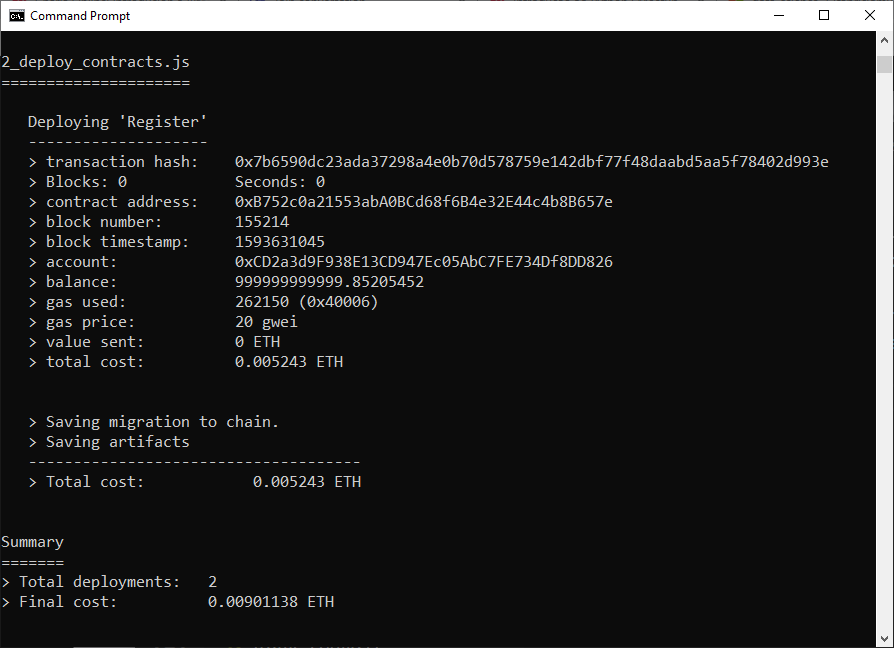 Command Prompt
2_deploy_contracts.js
=====================
Deploying 'Register'
--------------------
> transaction hash:    0x7b6590dc23ada37298a4e0b70d578759e142dbf77f48daabd5aa5f78402d993e
> Blocks: 0            Seconds: 0
> contract address:    0xB752c0a21553abA0BCd68f6B4e32E44c4b8B657e
> block number:        155214
> block timestamp:     1593631045
> account:             0xCD2a3d9F938E13CD947Ec05AbC7FE734Df8DD826
> balance:             999999999999.85205452
> gas used:            262150 (0x40006)
> gas price:           20 gwei
> value sent:          0 ETH
> total cost:          0.005243 ETH
> Saving migration to chain.
> Saving artifacts
-------------------------------------
> Total cost:            0.005243 ETH
Summary
=======
> Total deployments:   2
> Final cost:          0.00901138 ETH